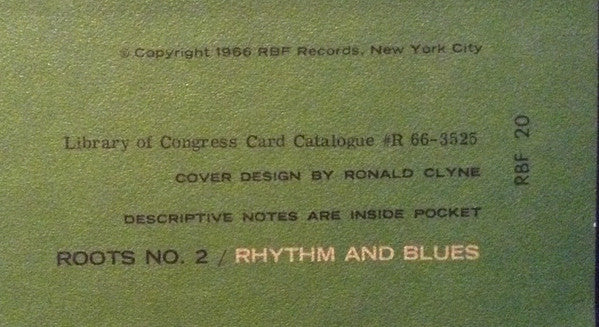 © Copyright 1966 RBF Records, New York City
Library of Congress Card Catalogue #R 66-3525
COVER DESIGN BY RONALD CLYNE
DESCRIPTIVE NOTES ARE INSIDE POCKET
ROOTS NO. 2 / RHYTHM AND BLUES
RBF 20